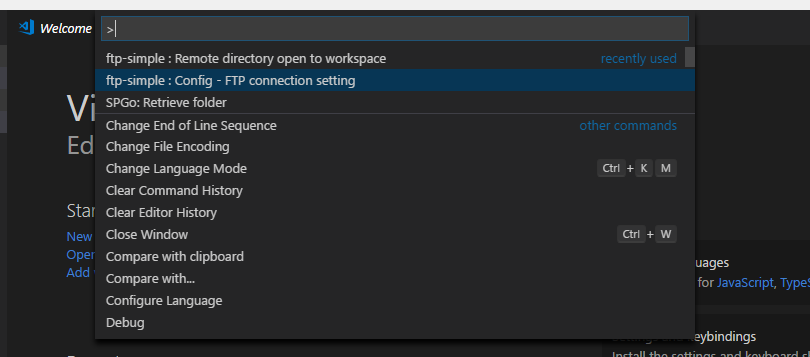 Welcome
>
ftp-simple : Remote directory open to workspace recently used
ftp-simple : Config - FTP connection setting
SPGo: Retrieve folder
Change End of Line Sequence other commands
Change File Encoding
Change Language Mode Ctrl + K M
Clear Command History
Clear Editor History
Close Window Ctrl + W
Compare with clipboard
Compare with...
Configure Language
Debug
Vi
Ed
Star
New
Open
Add
uages
for JavaScript, TypeS
eybindings
Install the settings and keyboard s